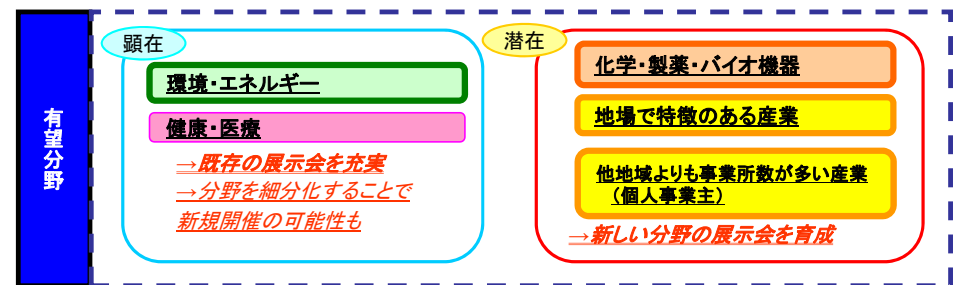 有望分野
顕在
環境・エネルギー
健康・医療
→既存の展示会を充実
→分野を細分化することで
新規開催の可能性も
潜在
化学・製薬・バイオ機器
地場で特徴のある産業
他地域よりも事業所数が多い産業
（個人事業主）
→新しい分野の展示会を育成